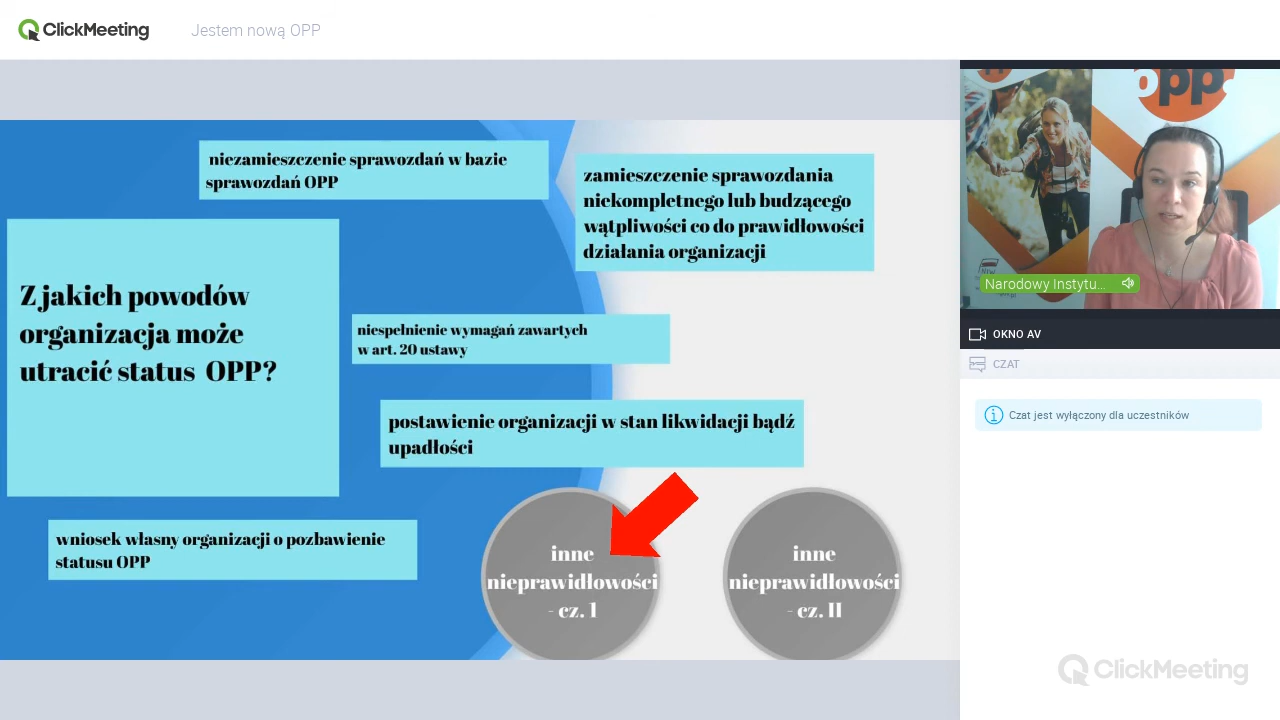 ClickMeeting
Jestem nową OPP
niezamieszczenie sprawozdań w bazie
sprawozdań OPP
zamieszczenie sprawozdania
niekompletnego lub budzącego
wątpliwości co do prawidłowości
działania organizacji
Z jakich powodów
organizacja może
utracić status OPP?
niespełnienie wymagań zawartych
w art. 20 ustawy
postawienie organizacji w stan likwidacji bądź
upadłości
wniosek własny organizacji o pozbawienie
statusu OPP
inne
nieprawidłowości
- cz. I
inne
nieprawidłowości
- cz. II
opp
Narodowy Instytu...
OKNO AV
CZAT
Czat jest wyłączony dla uczestników
ClickMeeting